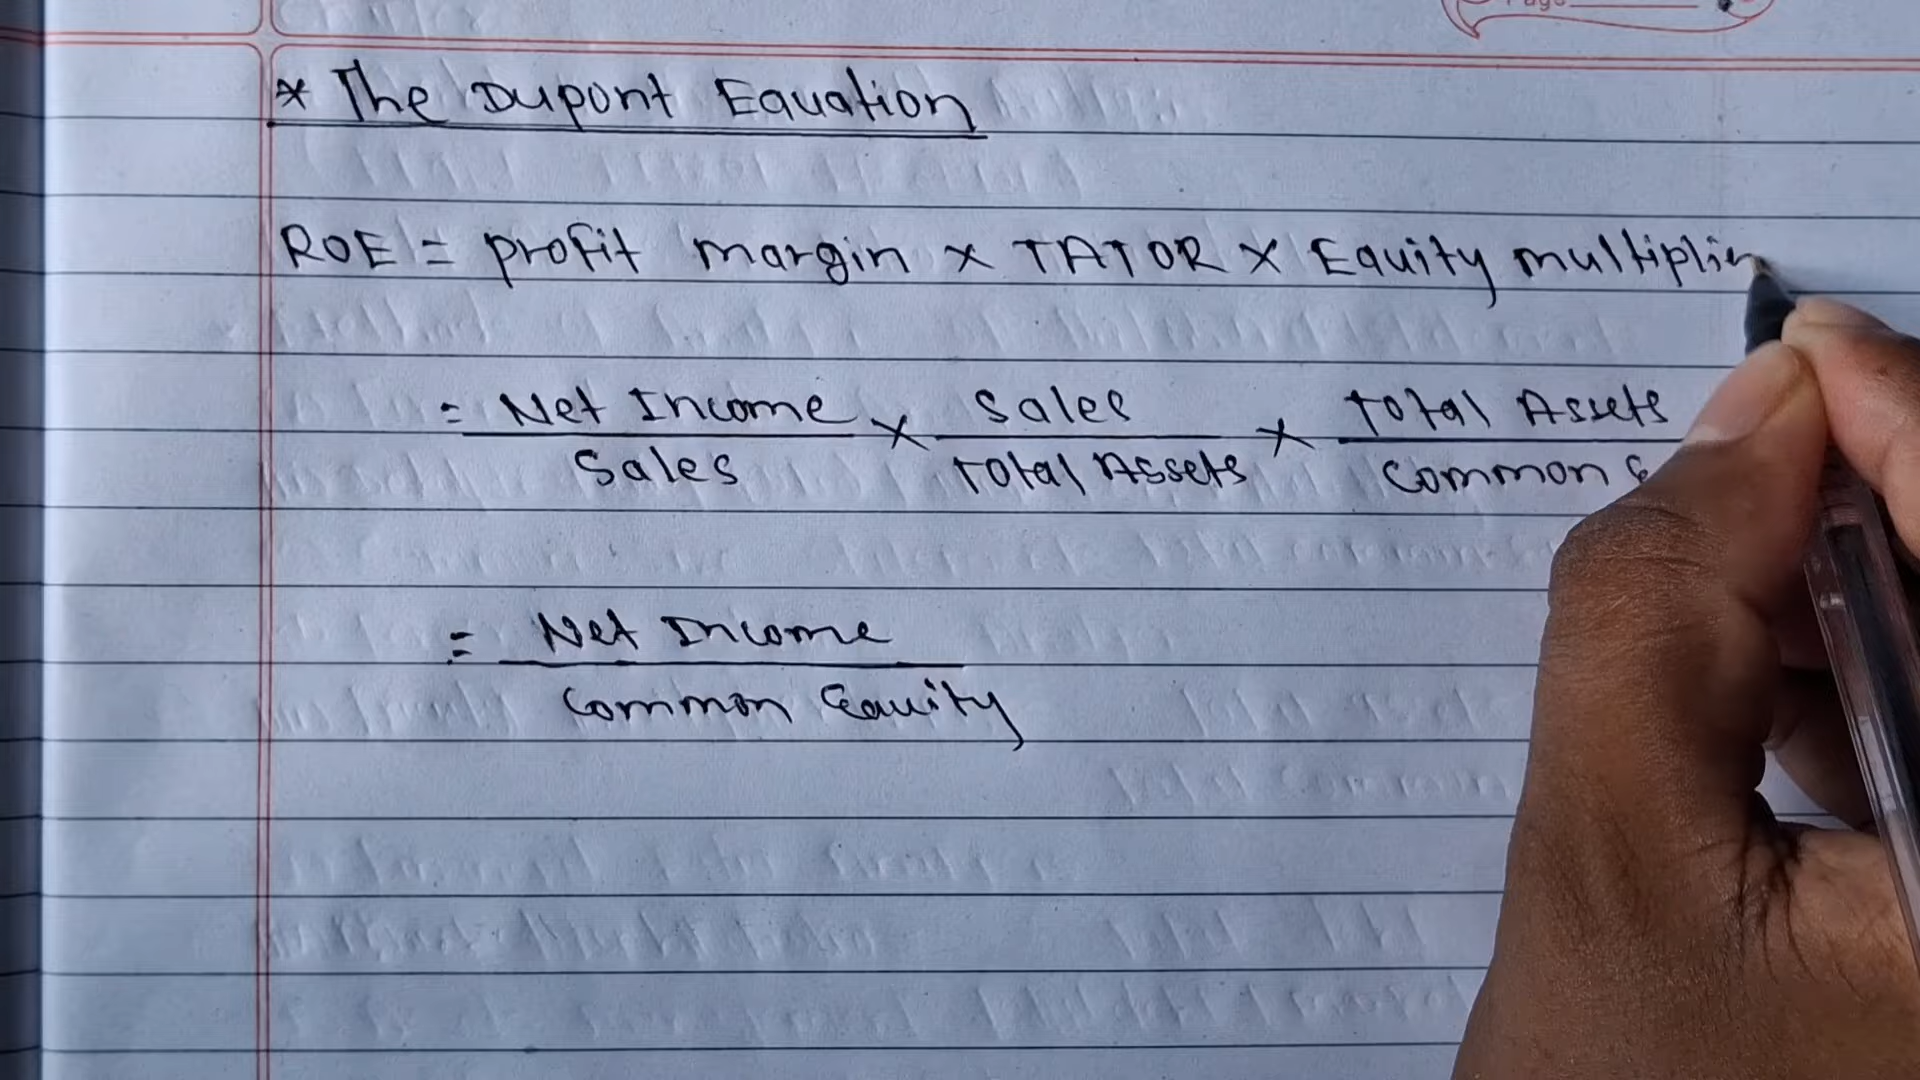 * The Dupont Equation
ROE = profit margin × TATOR × Equity multiplier
= Net Income / Sales × Sales / Total Assets × Total Assets / Common
= Net Income / Common Equity